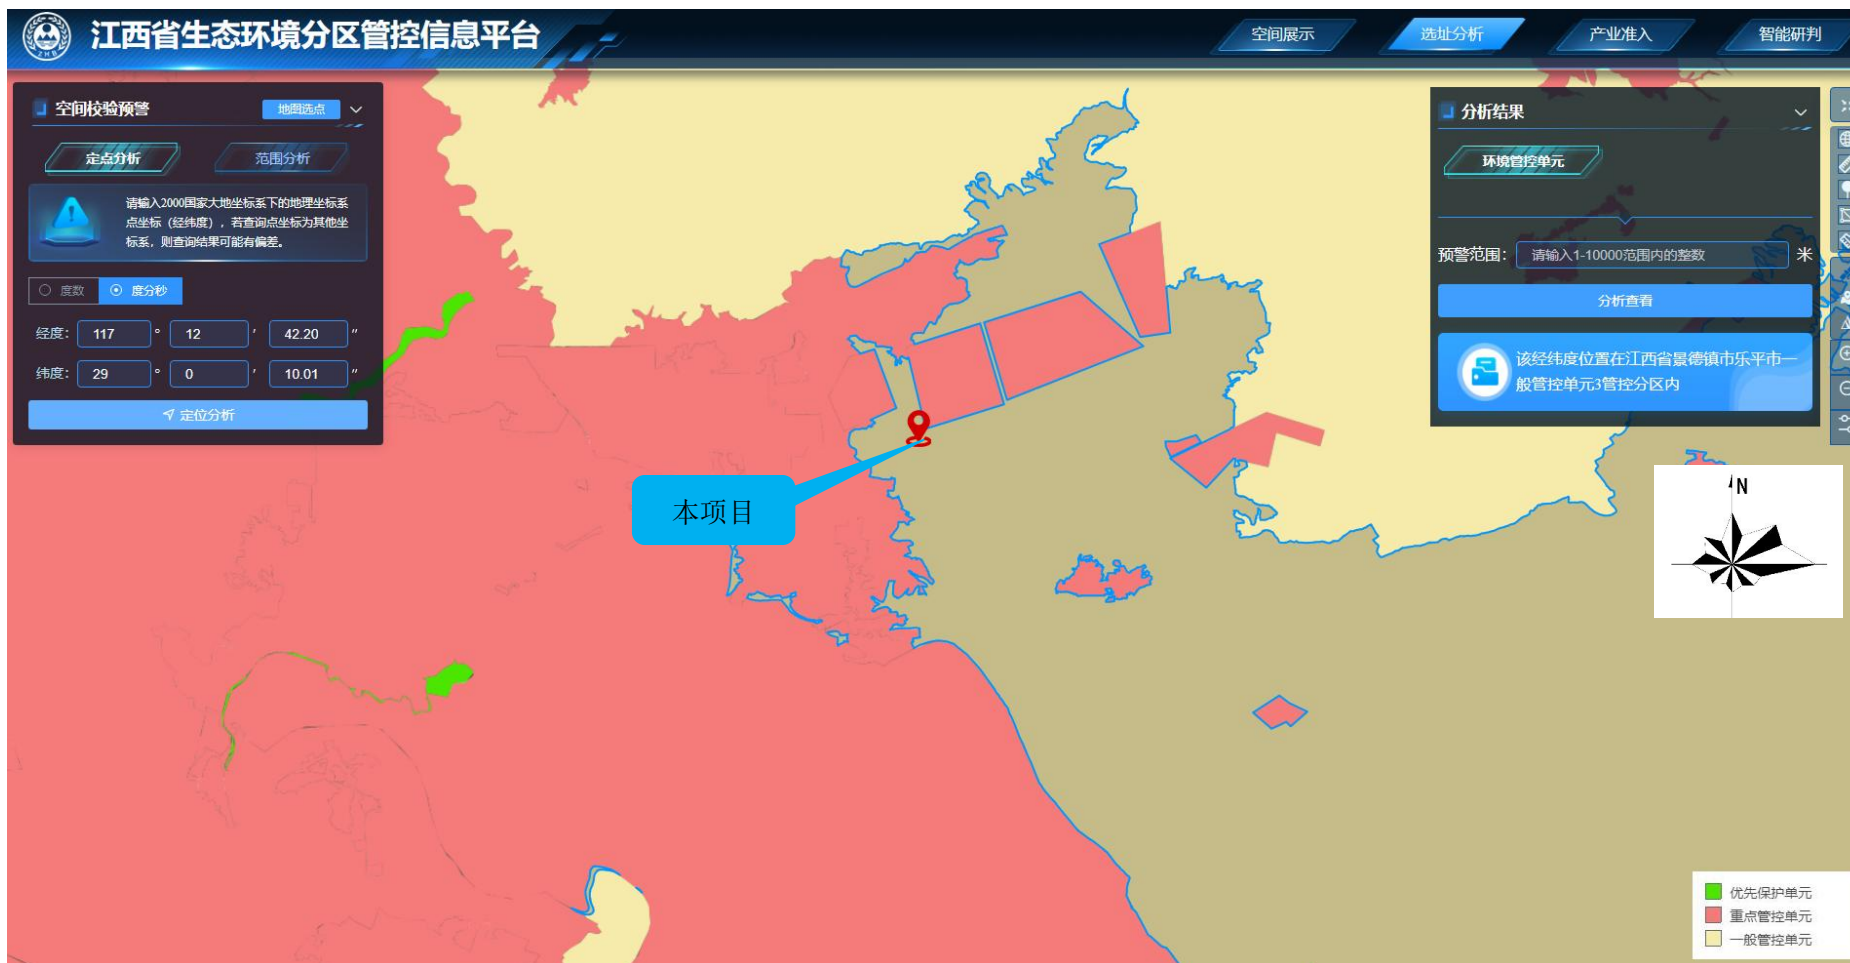 江西省生态环境分区管控信息平台
空间展示
选址分析
产业准入
智能研判
空间校验预警
地图选点
定点分析
范围分析
请输入2000国家大地坐标系下的地理坐标系
点坐标（经纬度），若查询点坐标为其他坐
标系，则查询结果可能有偏差。
度数
度分秒
经度： 117 ° 12 ′ 42.20 ″
纬度： 29 ° 0 ′ 10.01 ″
定位分析
分析结果
环境管控单元
预警范围： 请输入1-10000范围内的整数 米
分析查看
该经纬度位置在江西省景德镇市乐平市一
般管控单元3管控分区内
本项目
N
优先保护单元
重点管控单元
一般管控单元